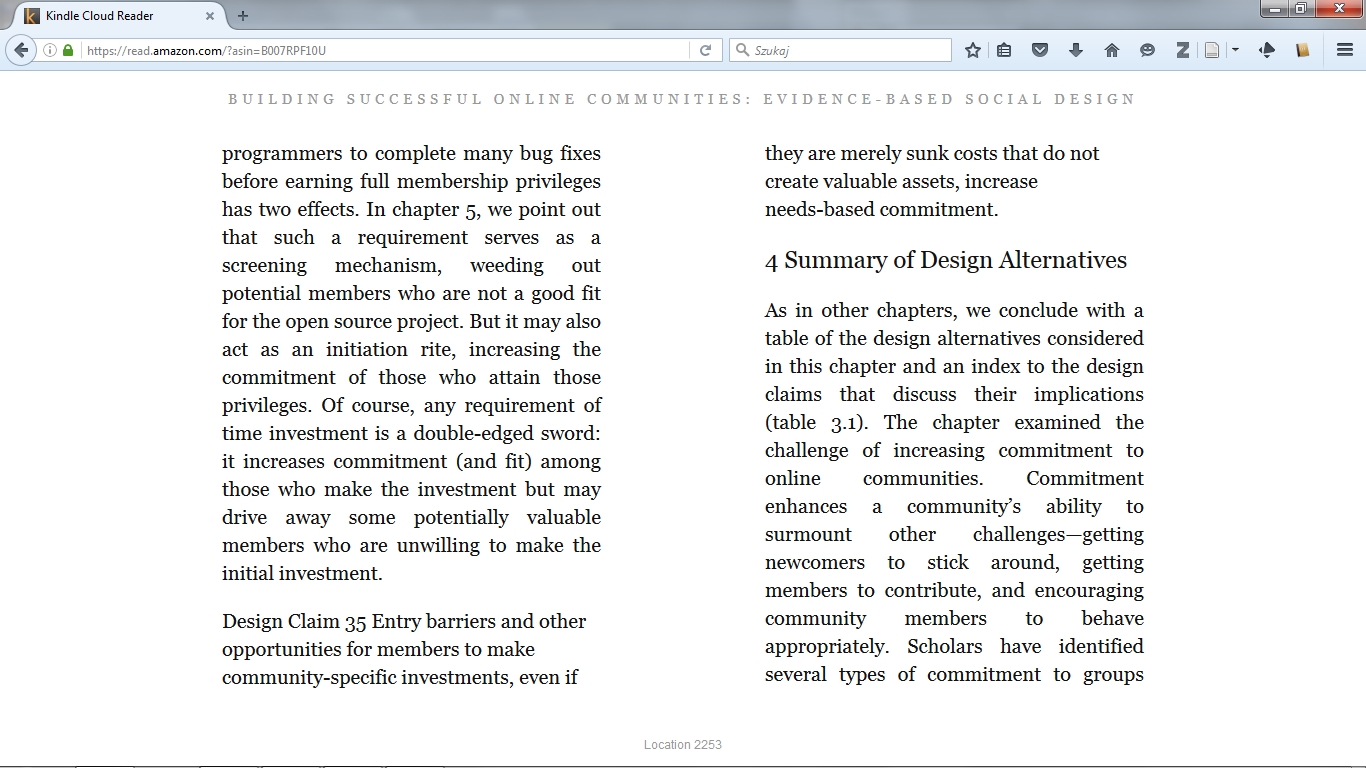 Kindle Cloud Reader
https://read.amazon.com/?asin=B007RPF10U
Szukaj
BUILDING SUCCESSFUL ONLINE COMMUNITIES: EVIDENCE-BASED SOCIAL DESIGN
programmers to complete many bug fixes
before earning full membership privileges
has two effects. In chapter 5, we point out
that such a requirement serves as a
screening mechanism, weeding out
potential members who are not a good fit
for the open source project. But it may also
act as an initiation rite, increasing the
commitment of those who attain those
privileges. Of course, any requirement of
time investment is a double-edged sword:
it increases commitment (and fit) among
those who make the investment but may
drive away some potentially valuable
members who are unwilling to make the
initial investment.
Design Claim 35 Entry barriers and other
opportunities for members to make
community-specific investments, even if
they are merely sunk costs that do not
create valuable assets, increase
needs-based commitment.
4 Summary of Design Alternatives
As in other chapters, we conclude with a
table of the design alternatives considered
in this chapter and an index to the design
claims that discuss their implications
(table 3.1). The chapter examined the
challenge of increasing commitment to
online communities. Commitment
enhances a community’s ability to
surmount other challenges—getting
newcomers to stick around, getting
members to contribute, and encouraging
community members to behave
appropriately. Scholars have identified
several types of commitment to groups
Location 2253